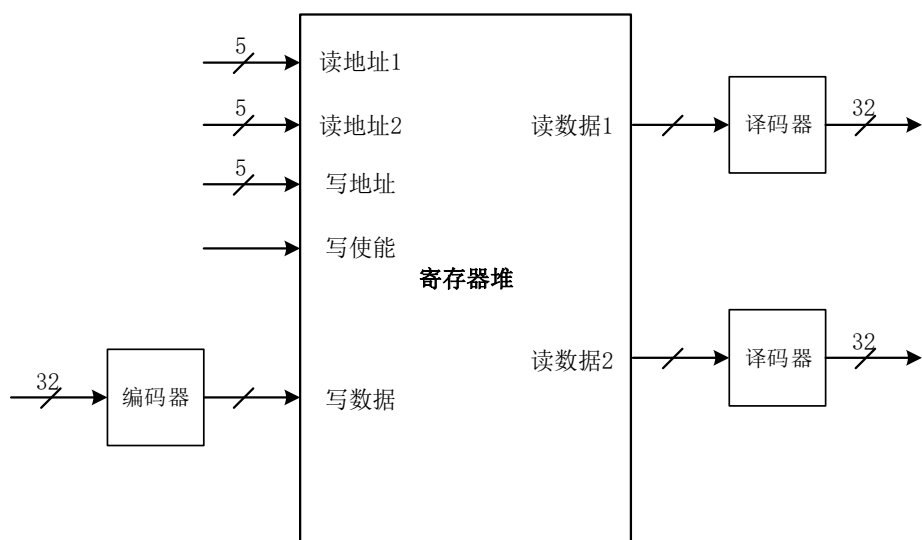 5
读地址1
5
读地址2
读数据1
译码器
32
5
写地址
写使能
寄存器堆
32
编码器
写数据
读数据2
译码器
32